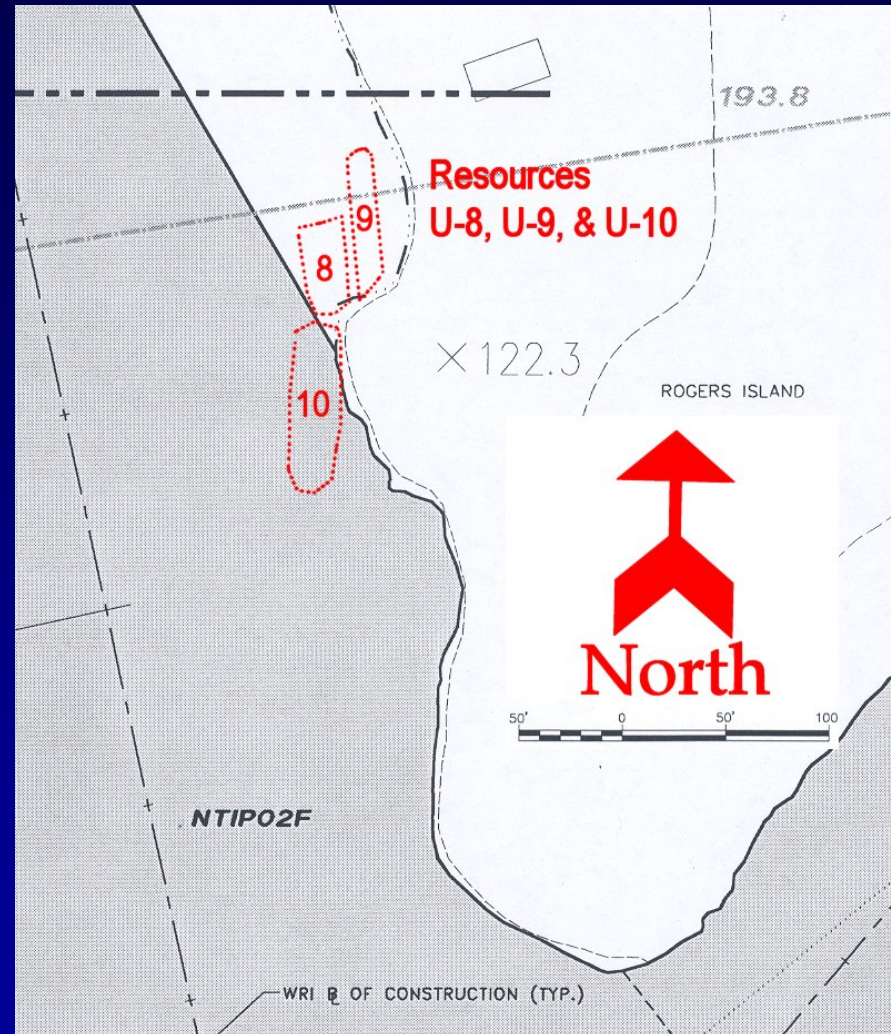 193.8
Resources
U-8, U-9, & U-10
9
8
10
×122.3
ROGERS ISLAND
North
50' 0 50' 100
NTIP02F
WRI ⅊ OF CONSTRUCTION (TYP.)